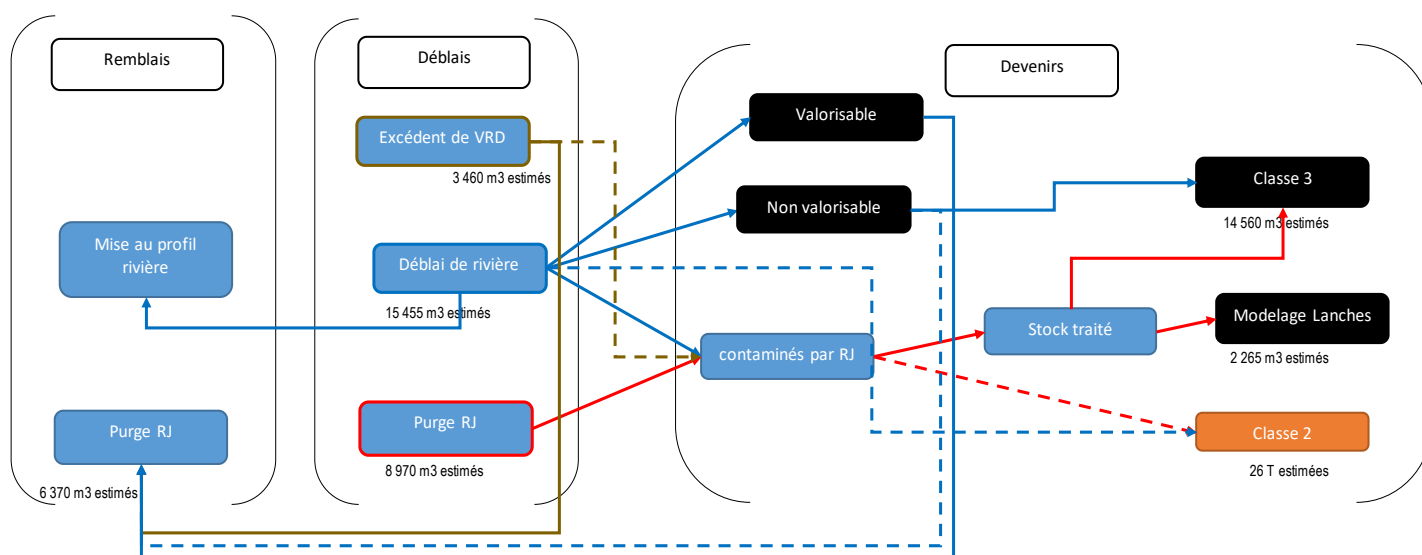 Remblais
Déblais
Devenirs
Excédent de VRD
3 460 m3 estimés
Valorisable
Non valorisable
Classe 3
14 560 m3 estimés
Mise au profil
rivière
Déblai de rivière
15 455 m3 estimés
contaminés par RJ
Stock traité
Modelage Lanches
2 265 m3 estimés
Purge RJ
6 370 m3 estimés
Purge RJ
8 970 m3 estimés
Classe 2
26 T estimées